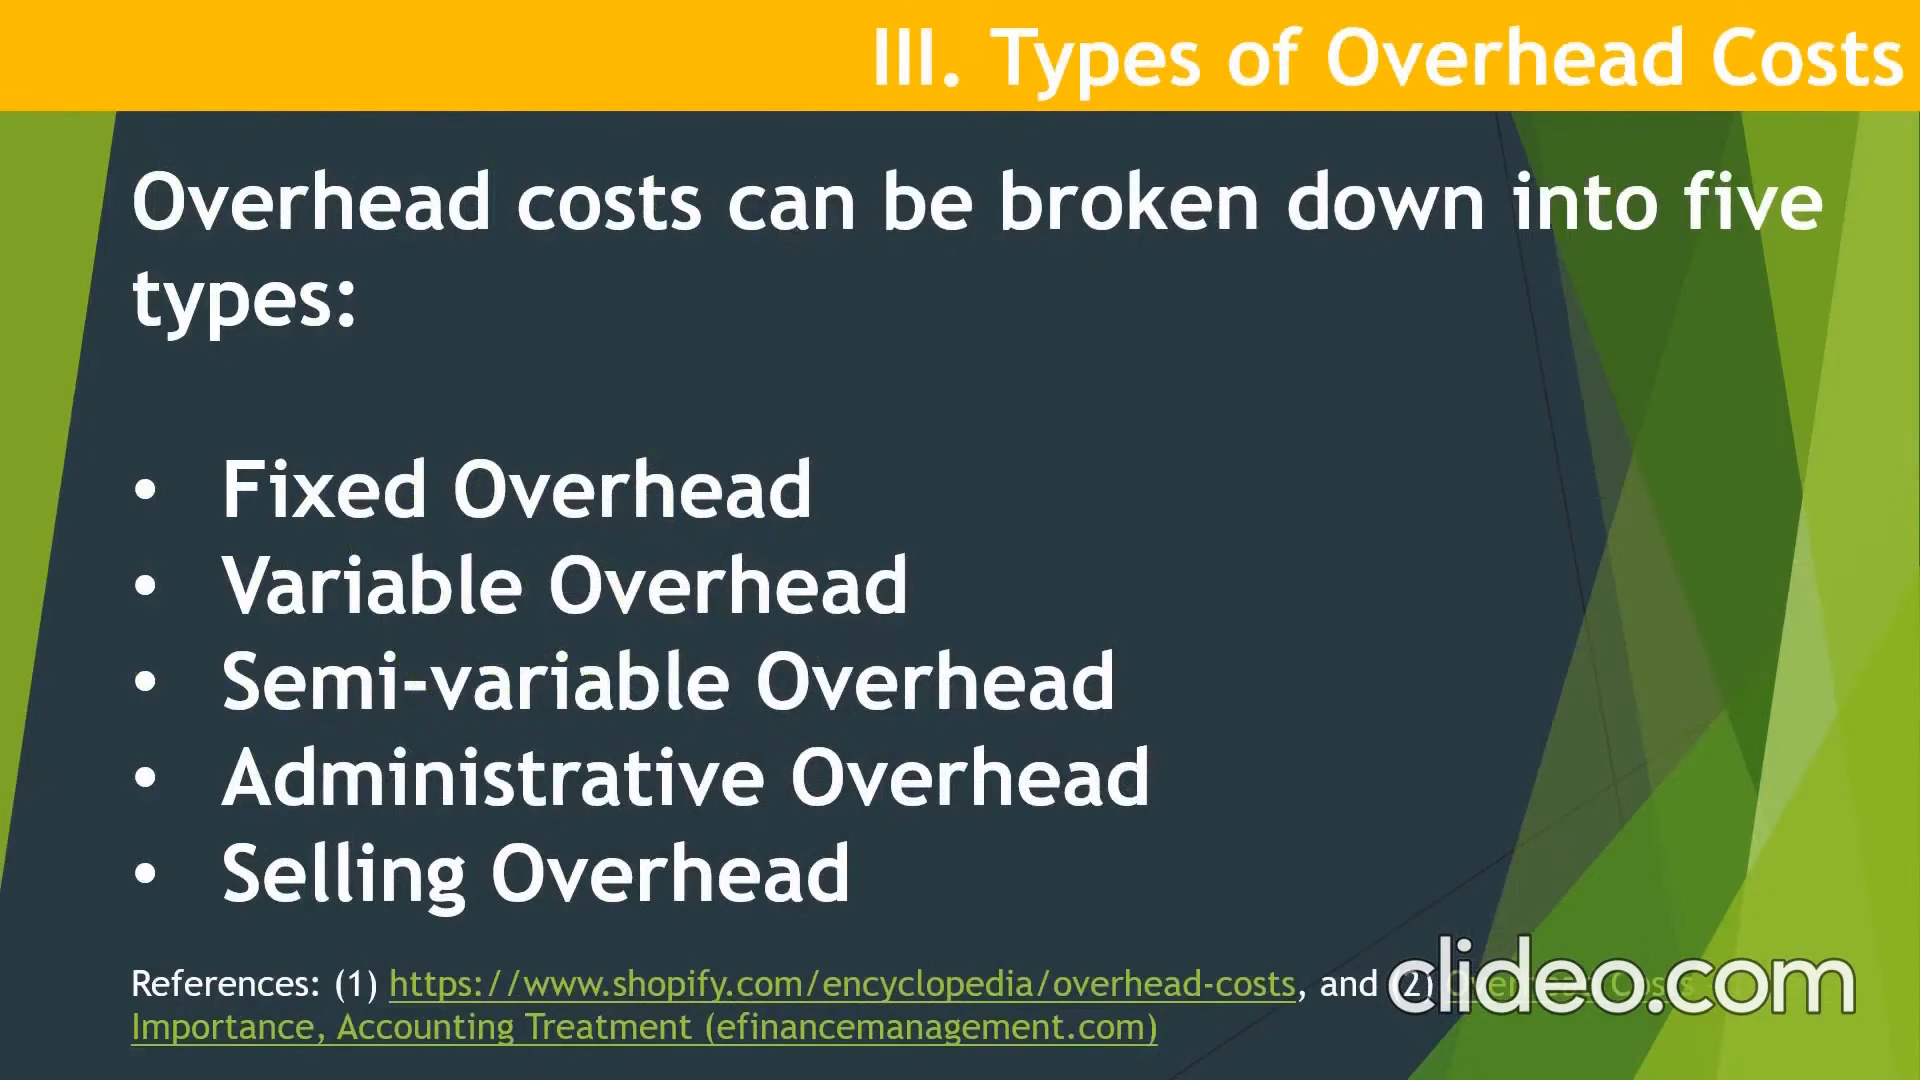 III. Types of Overhead Costs
Overhead costs can be broken down into five
types:
• Fixed Overhead
• Variable Overhead
• Semi-variable Overhead
• Administrative Overhead
• Selling Overhead
References: (1) https://www.shopify.com/encyclopedia/overhead-costs, and (2) Overhead Costs
Importance, Accounting Treatment (efinancemanagement.com)
clideo.com